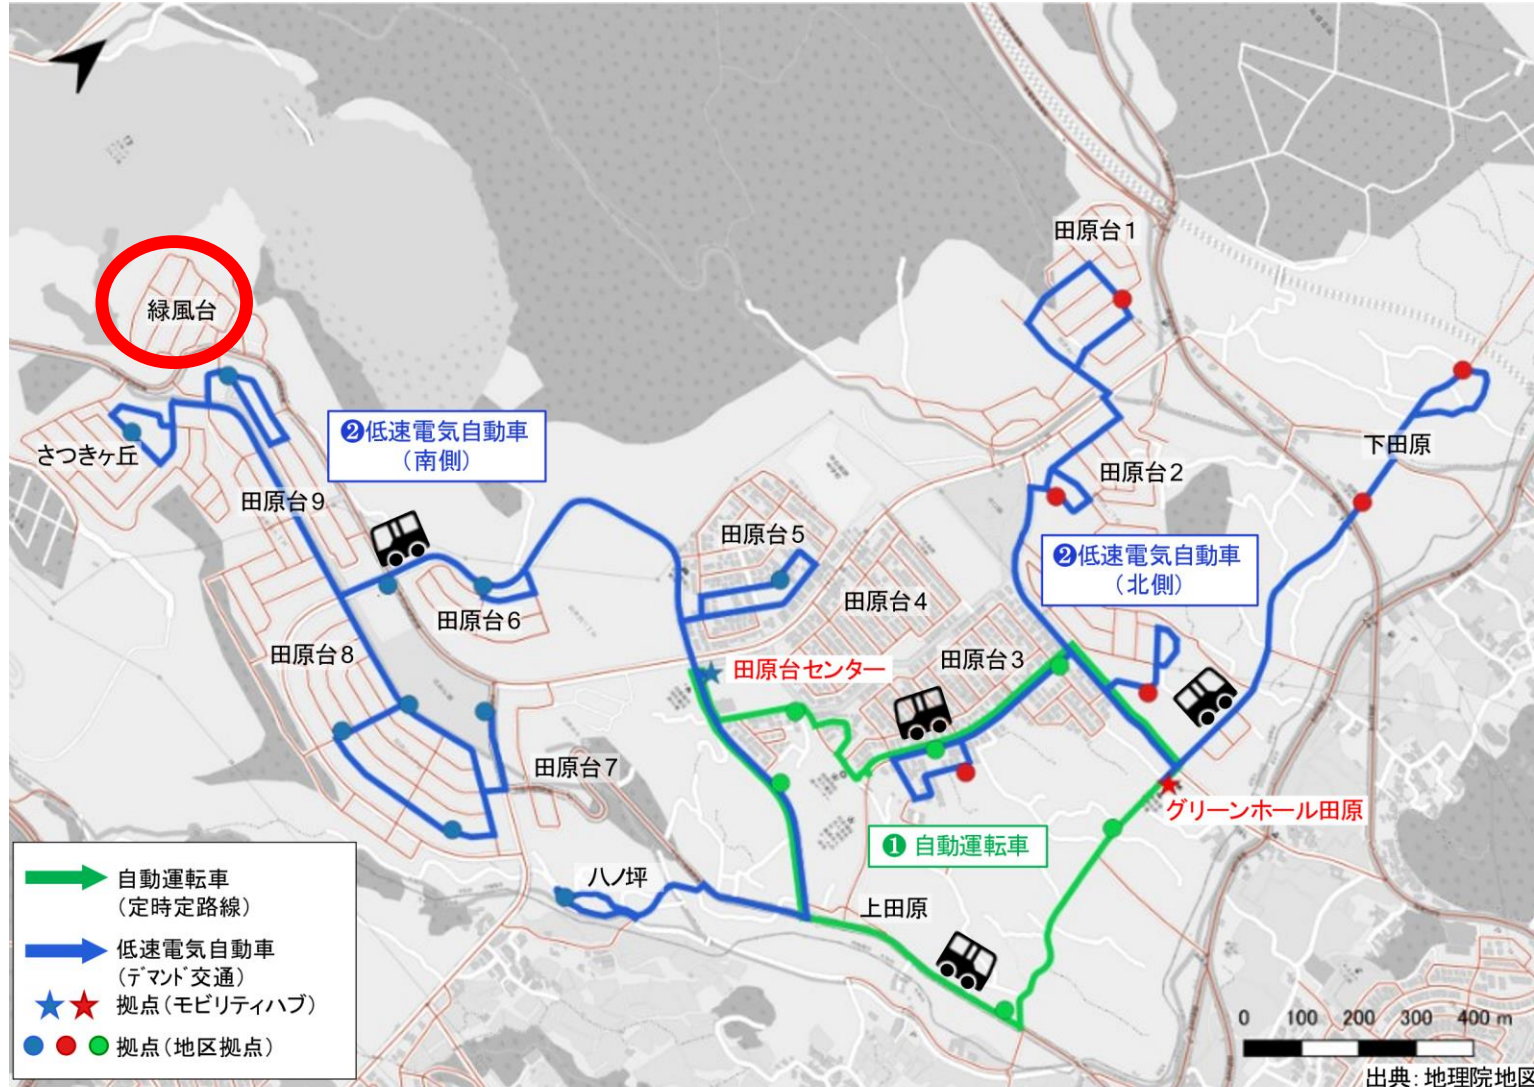 田原台1
緑風台
下田原
さつきヶ丘
❷低速電気自動車
(南側)
田原台2
田原台9
田原台5
❷低速電気自動車
(北側)
田原台4
田原台6
田原台8
田原台3
田原台センター
田原台7
グリーンホール田原
❶ 自動運転車
八ノ坪
上田原
自動運転車
(定時定路線)
低速電気自動車
(デマンド交通)
拠点(モビリティハブ)
拠点(地区拠点)
0 100 200 300 400 m
出典:地理院地図